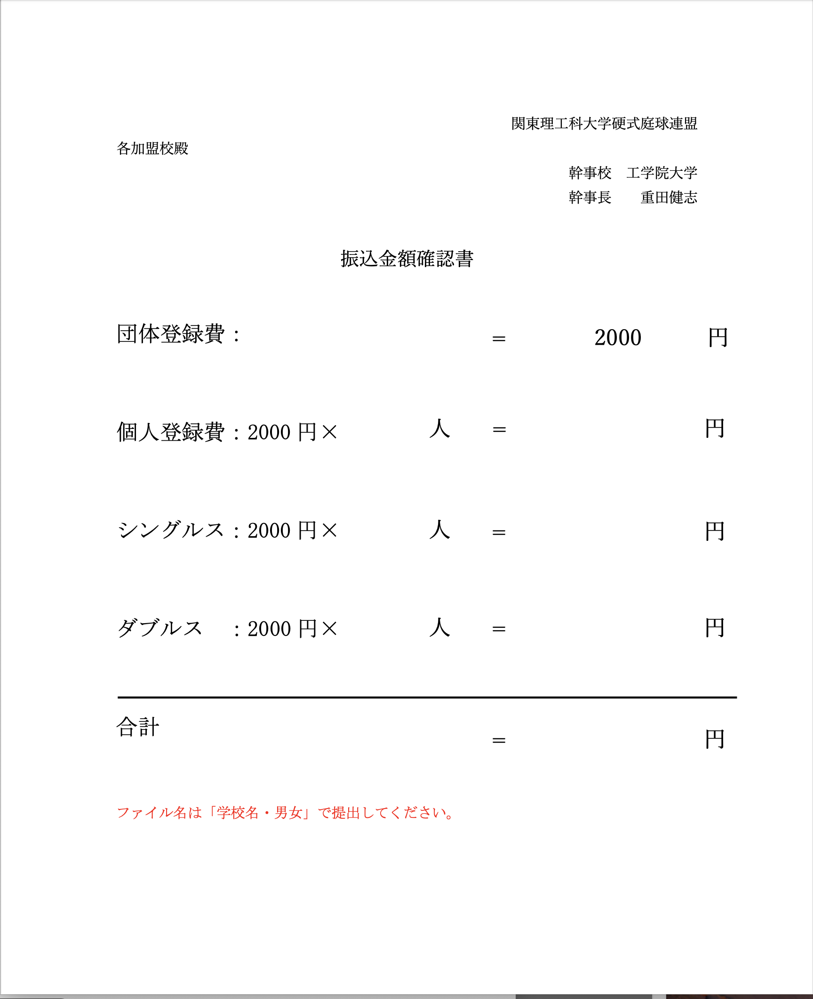 関東理工科大学硬式庭球連盟
各加盟校殿
幹事校　工学院大学
幹事長　　重田健志
振込金額確認書
団体登録費：　＝　2000　円
個人登録費：2000 円×　人　＝　円
シングルス：2000 円×　人　＝　円
ダブルス　：2000 円×　人　＝　円
合計　＝　円
ファイル名は「学校名・男女」で提出してください。